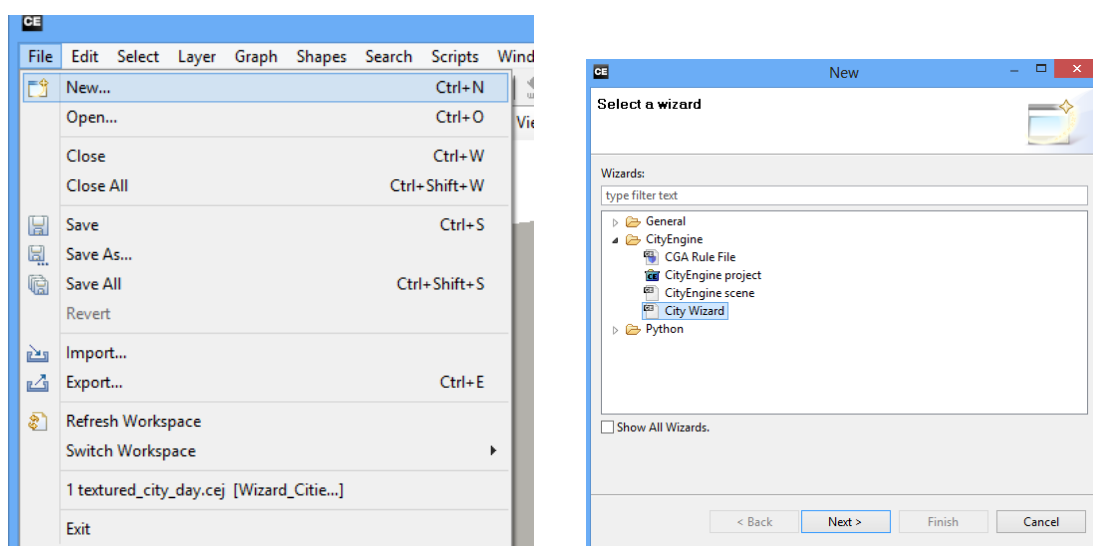 CE
File Edit Select Layer Graph Shapes Search Scripts Wind
New... Ctrl+N
Open... Ctrl+O
Vie
Close Ctrl+W
Close All Ctrl+Shift+W
Save Ctrl+S
Save As...
Save All Ctrl+Shift+S
Revert
Import...
Export... Ctrl+E
Refresh Workspace
Switch Workspace
1 textured_city_day.cej [Wizard_Citie...]
Exit
CE New
Select a wizard
Wizards:
type filter text
General
CityEngine
CGA Rule File
CityEngine project
CityEngine scene
City Wizard
Python
Show All Wizards.
< Back Next > Finish Cancel